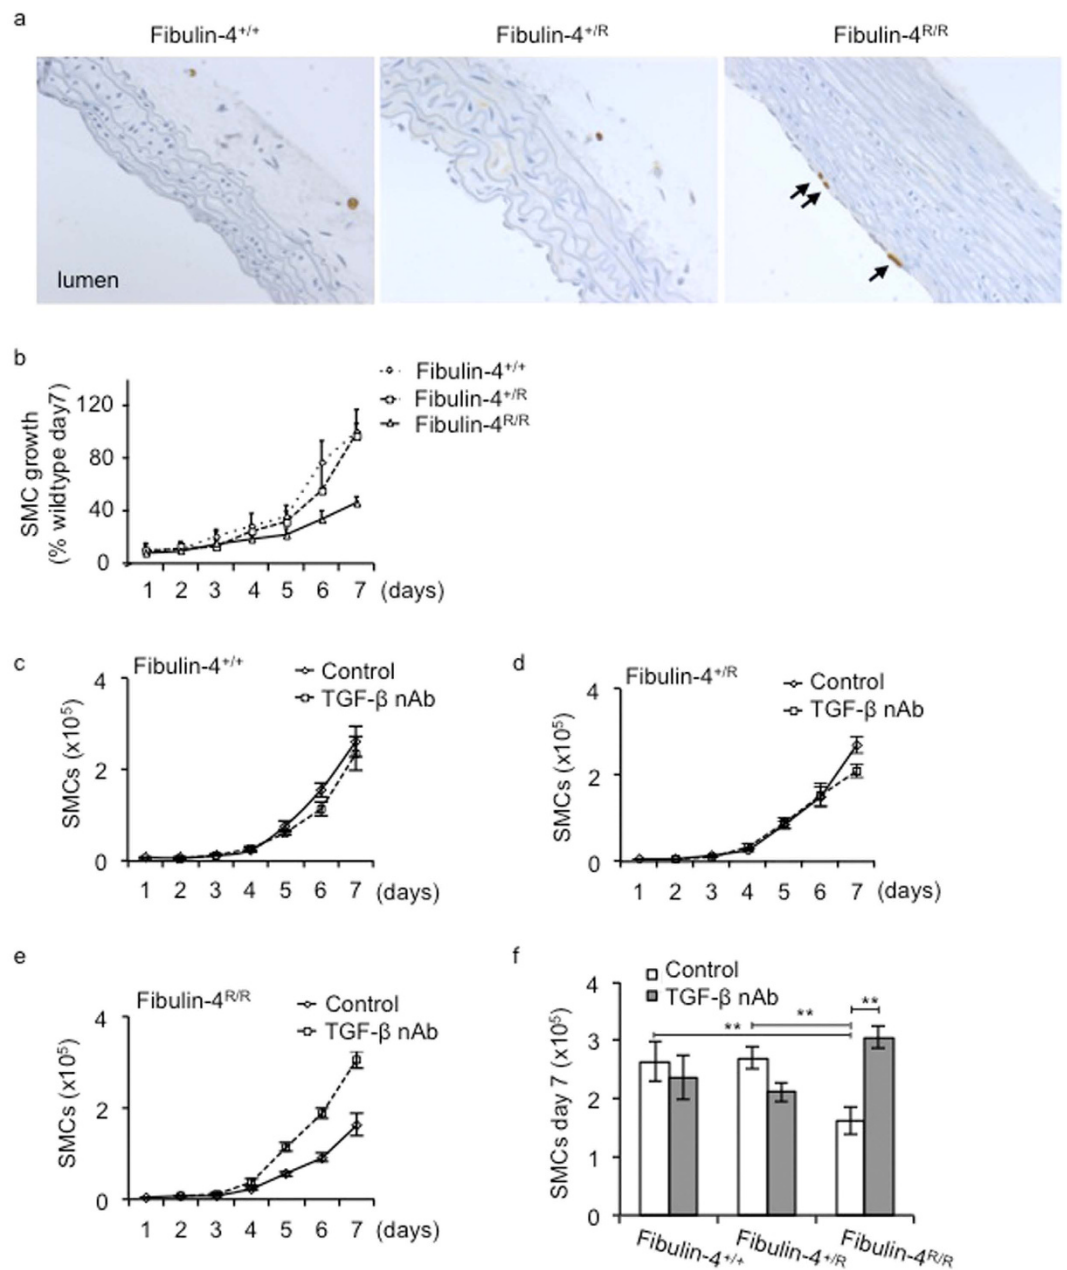 a
Fibulin-4+/+ Fibulin-4+/R Fibulin-4R/R
lumen
b
Fibulin-4+/+
Fibulin-4+/R
Fibulin-4R/R
SMC growth
(% wildtype day7)
120
80
40
0
1 2 3 4 5 6 7 (days)
c
Fibulin-4+/+
Control
TGF-β nAb
SMCs (x10⁵)
4
2
0
1 2 3 4 5 6 7 (days)
d
Fibulin-4+/R
Control
TGF-β nAb
SMCs (x10⁵)
4
2
0
1 2 3 4 5 6 7 (days)
e
Fibulin-4R/R
Control
TGF-β nAb
SMCs (x10⁵)
4
2
0
1 2 3 4 5 6 7 (days)
f
Control
TGF-β nAb
** ** **
SMCs day 7 (x10⁵)
4
3
2
1
0
Fibulin-4+/+ Fibulin-4+/R Fibulin-4R/R